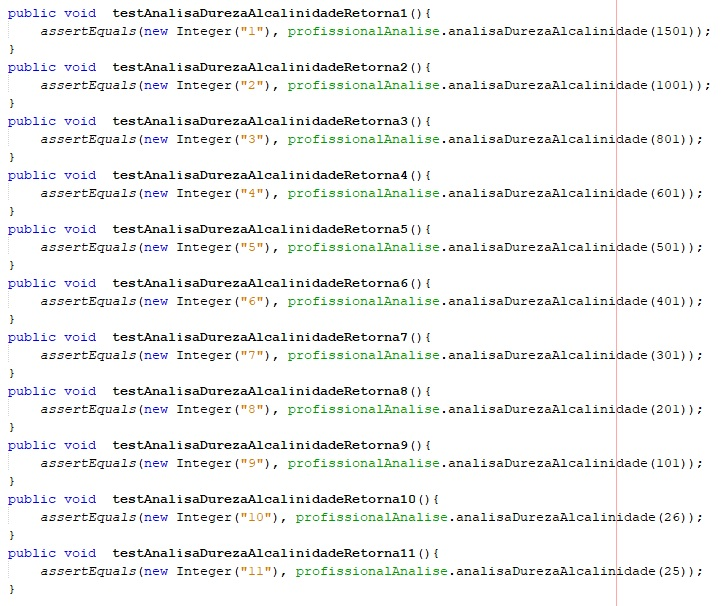 public void  testAnalisaDurezaAlcalinidadeRetorna1(){
    assertEquals(new Integer("1"), profissionalAnalise.analisaDurezaAlcalinidade(1501));
}
public void  testAnalisaDurezaAlcalinidadeRetorna2(){
    assertEquals(new Integer("2"), profissionalAnalise.analisaDurezaAlcalinidade(1001));
}
public void  testAnalisaDurezaAlcalinidadeRetorna3(){
    assertEquals(new Integer("3"), profissionalAnalise.analisaDurezaAlcalinidade(801));
}
public void  testAnalisaDurezaAlcalinidadeRetorna4(){
    assertEquals(new Integer("4"), profissionalAnalise.analisaDurezaAlcalinidade(601));
}
public void  testAnalisaDurezaAlcalinidadeRetorna5(){
    assertEquals(new Integer("5"), profissionalAnalise.analisaDurezaAlcalinidade(501));
}
public void  testAnalisaDurezaAlcalinidadeRetorna6(){
    assertEquals(new Integer("6"), profissionalAnalise.analisaDurezaAlcalinidade(401));
}
public void  testAnalisaDurezaAlcalinidadeRetorna7(){
    assertEquals(new Integer("7"), profissionalAnalise.analisaDurezaAlcalinidade(301));
}
public void  testAnalisaDurezaAlcalinidadeRetorna8(){
    assertEquals(new Integer("8"), profissionalAnalise.analisaDurezaAlcalinidade(201));
}
public void  testAnalisaDurezaAlcalinidadeRetorna9(){
    assertEquals(new Integer("9"), profissionalAnalise.analisaDurezaAlcalinidade(101));
}
public void  testAnalisaDurezaAlcalinidadeRetorna10(){
    assertEquals(new Integer("10"), profissionalAnalise.analisaDurezaAlcalinidade(26));
}
public void  testAnalisaDurezaAlcalinidadeRetorna11(){
    assertEquals(new Integer("11"), profissionalAnalise.analisaDurezaAlcalinidade(25));
}